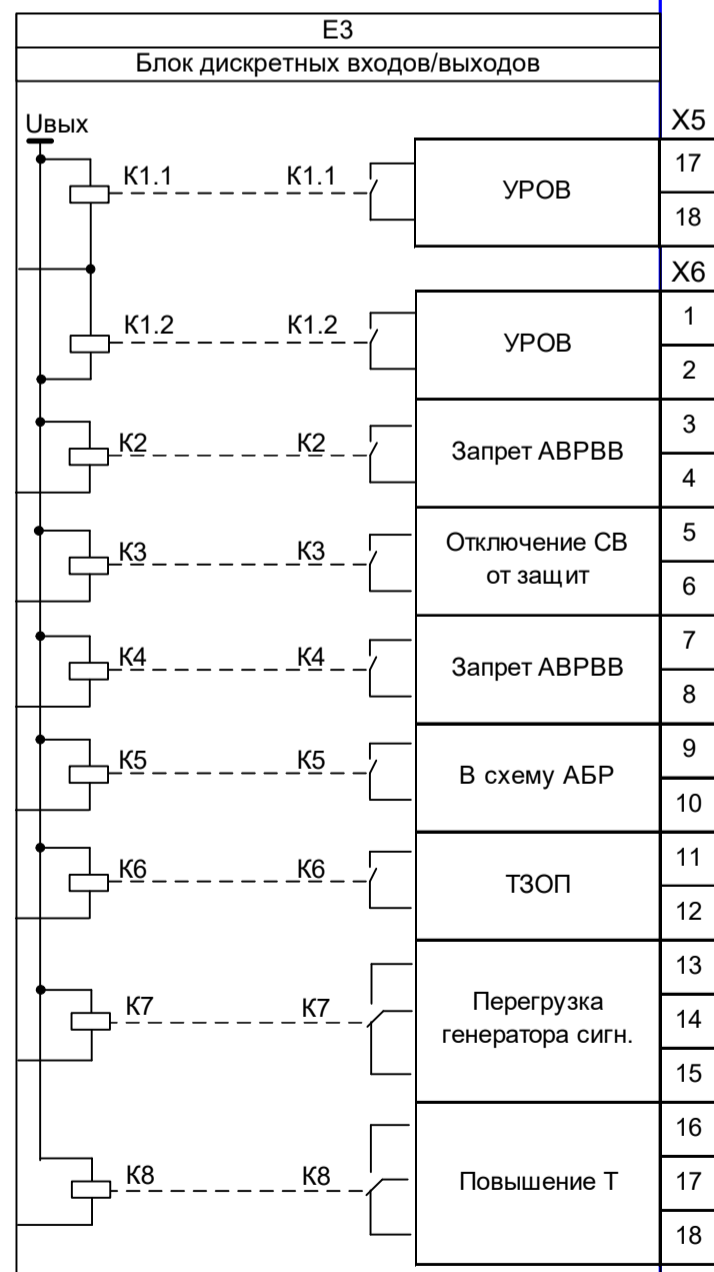 E3
Блок дискретных входов/выходов
Uвых
X5
K1.1 K1.1 УРОВ 17
18
X6
K1.2 K1.2 УРОВ 1
2
K2 K2 Запрет АВРВВ 3
4
K3 K3 Отключение СВ 5
от защит 6
K4 K4 Запрет АВРВВ 7
8
K5 K5 В схему АБР 9
10
K6 K6 ТЗОП 11
12
13
K7 K7 Перегрузка 14
генератора сигн.
15
16
K8 K8 Повышение Т 17
18